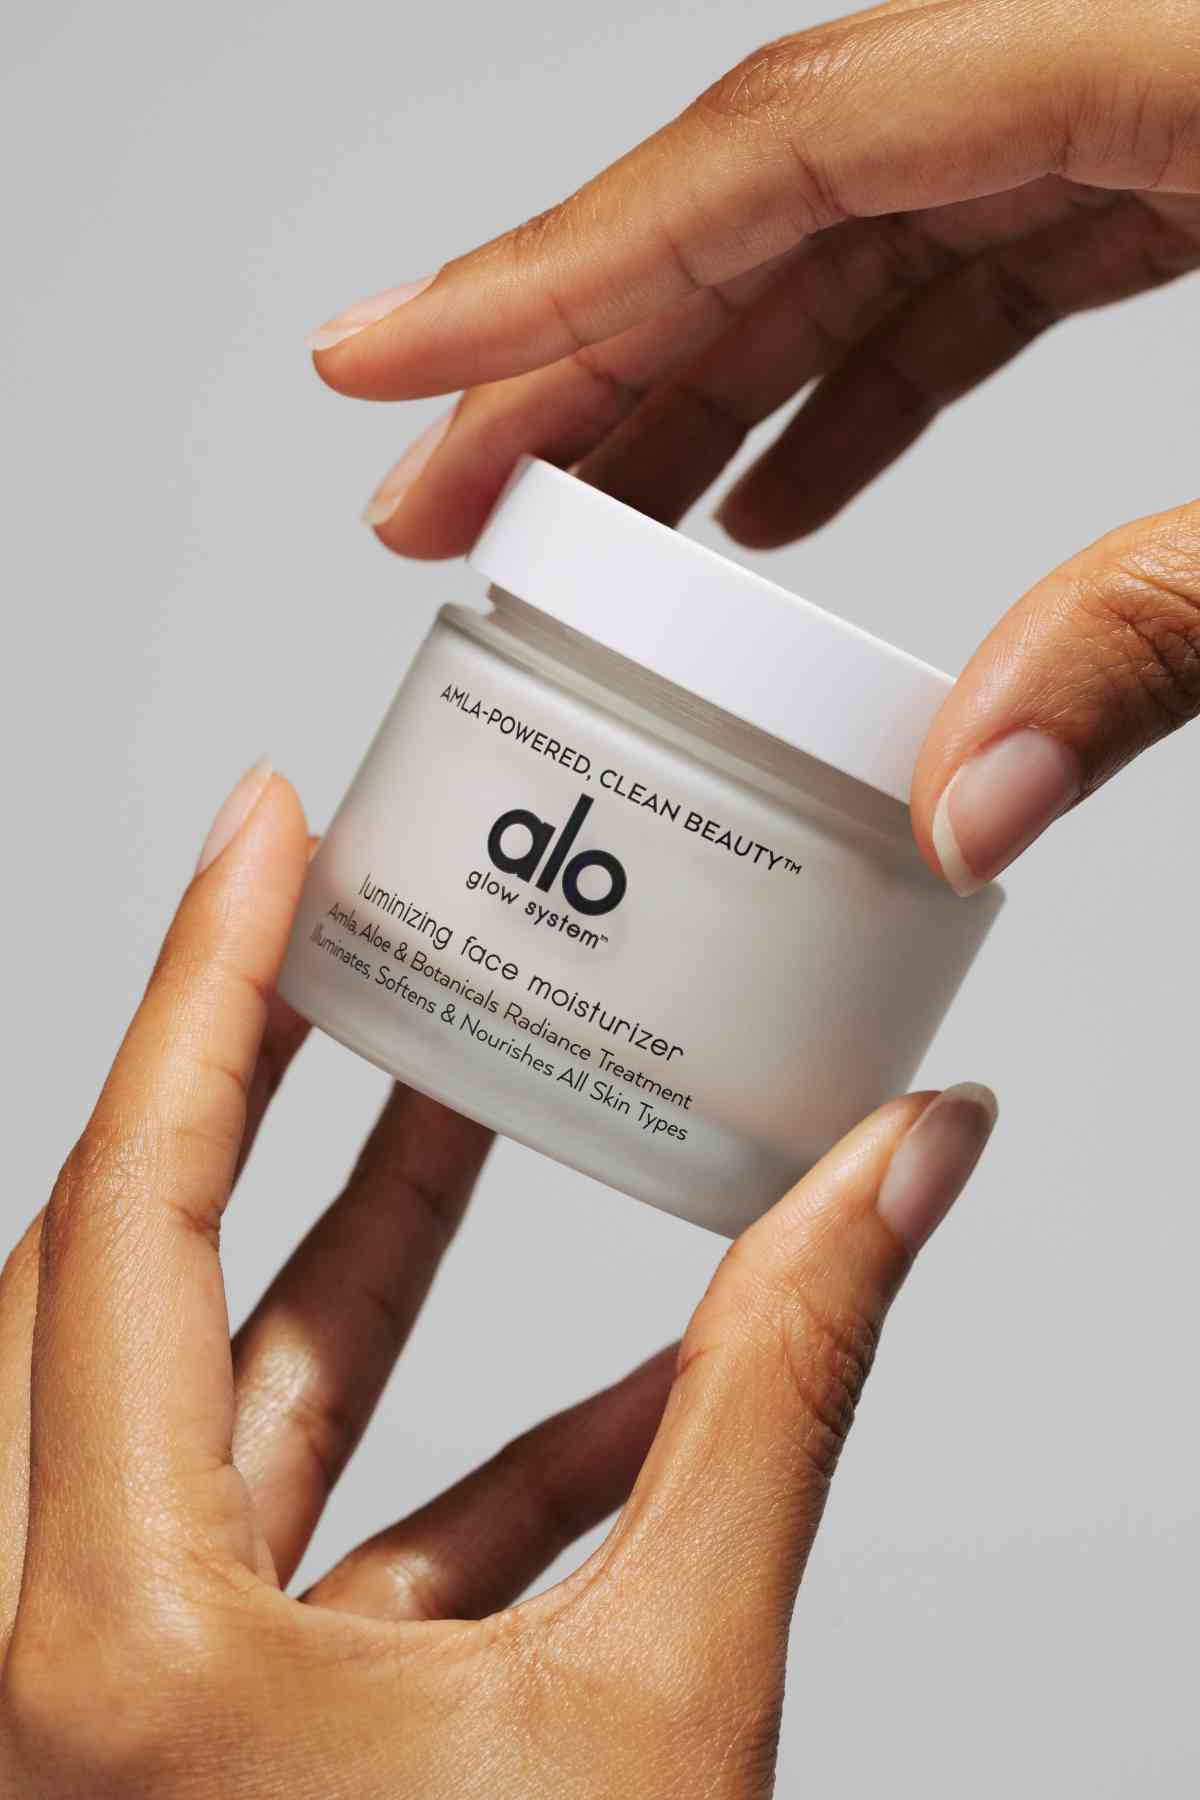 AMLA-POWERED, CLEAN BEAUTY™
alo
glow system™
luminizing face moisturizer
Amla, Aloe & Botanicals Radiance Treatment
Illuminates, Softens & Nourishes All Skin Types